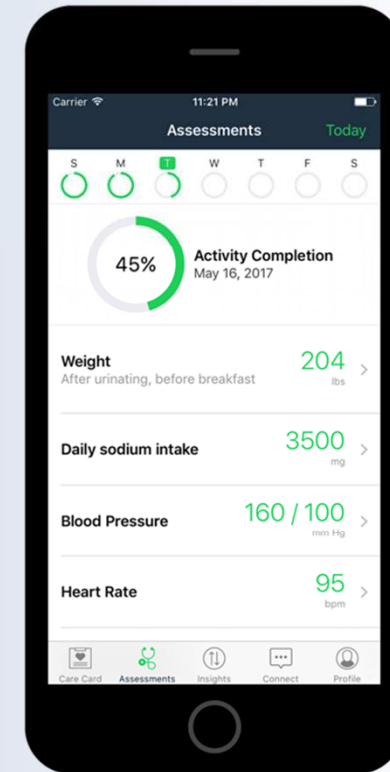 Carrier 11:21 PM
Assessments Today
S M T W T F S
45%
Activity Completion
May 16, 2017
Weight
After urinating, before breakfast
204
lbs
Daily sodium intake
3500
mg
Blood Pressure
160 / 100
mm Hg
Heart Rate
95
bpm
Care Card Assessments Insights Connect Profile